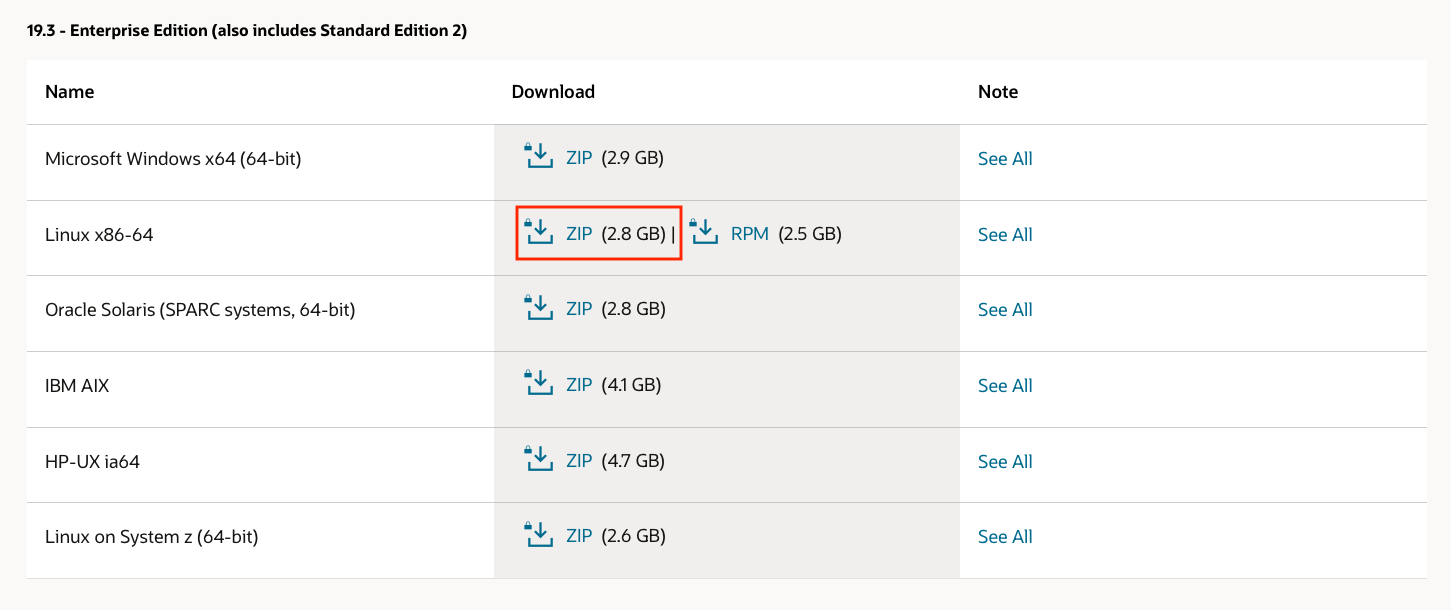 19.3 - Enterprise Edition (also includes Standard Edition 2)
Name Download Note
Microsoft Windows x64 (64-bit) ZIP (2.9 GB) See All
Linux x86-64 ZIP (2.8 GB) | RPM (2.5 GB) See All
Oracle Solaris (SPARC systems, 64-bit) ZIP (2.8 GB) See All
IBM AIX ZIP (4.1 GB) See All
HP-UX ia64 ZIP (4.7 GB) See All
Linux on System z (64-bit) ZIP (2.6 GB) See All